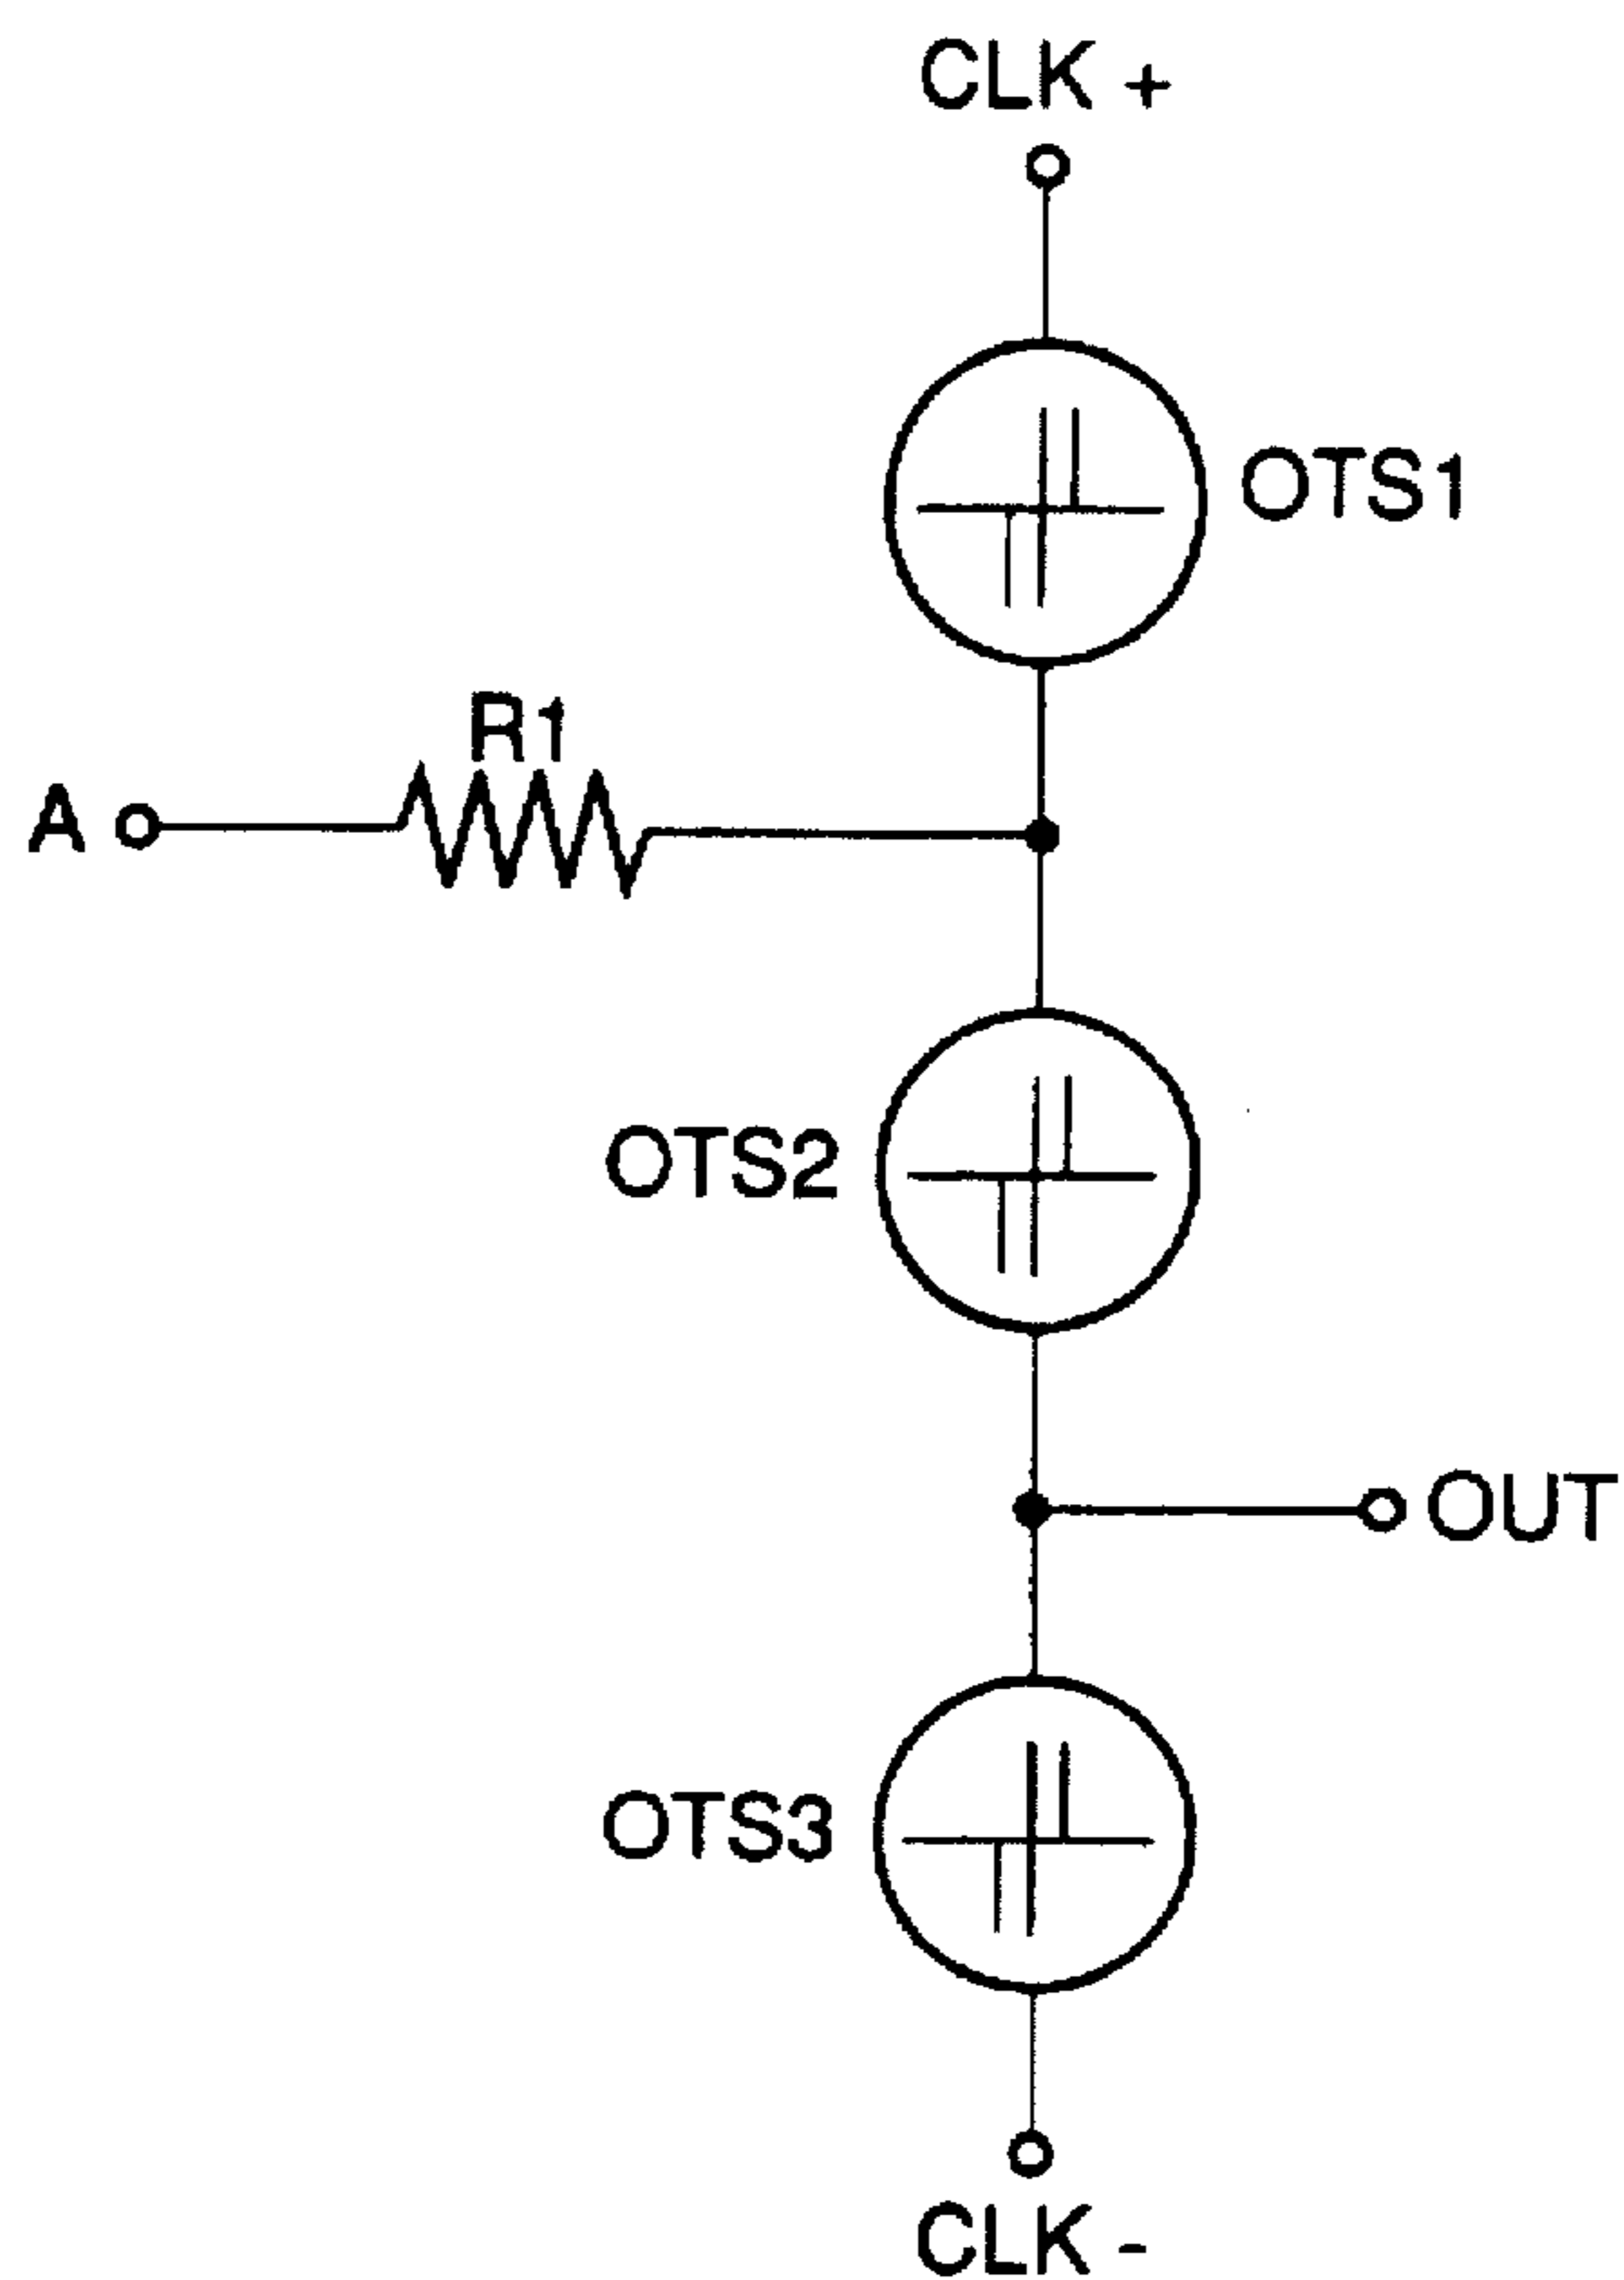 CLK +
OTS1
R1
A
OTS2
OUT
OTS3
CLK -